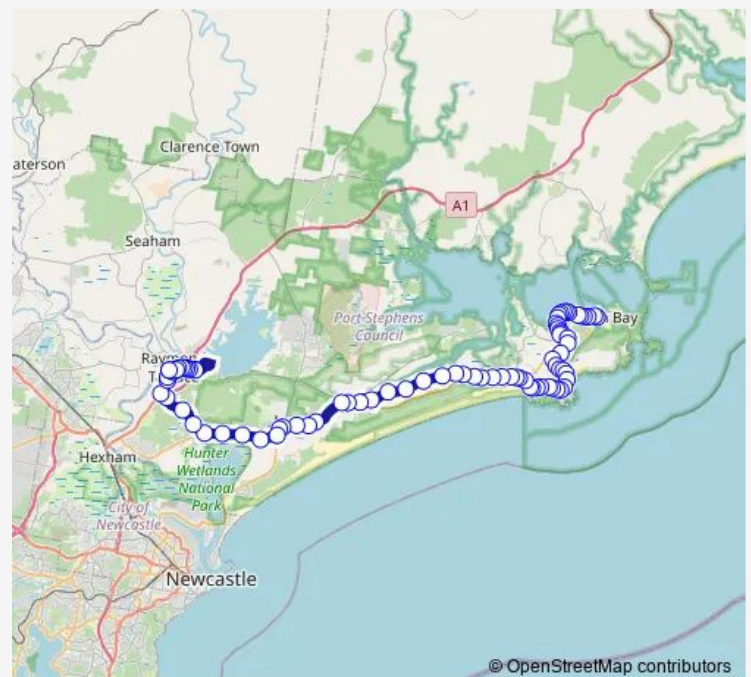 Clarence Town
aterson
A1
Seaham
Port Stephens
Council
Bay
Raymon
Hexham
Hunter
Wetlands
National
Park
City of
Newcastle
Newcastle
© OpenStreetMap contributors